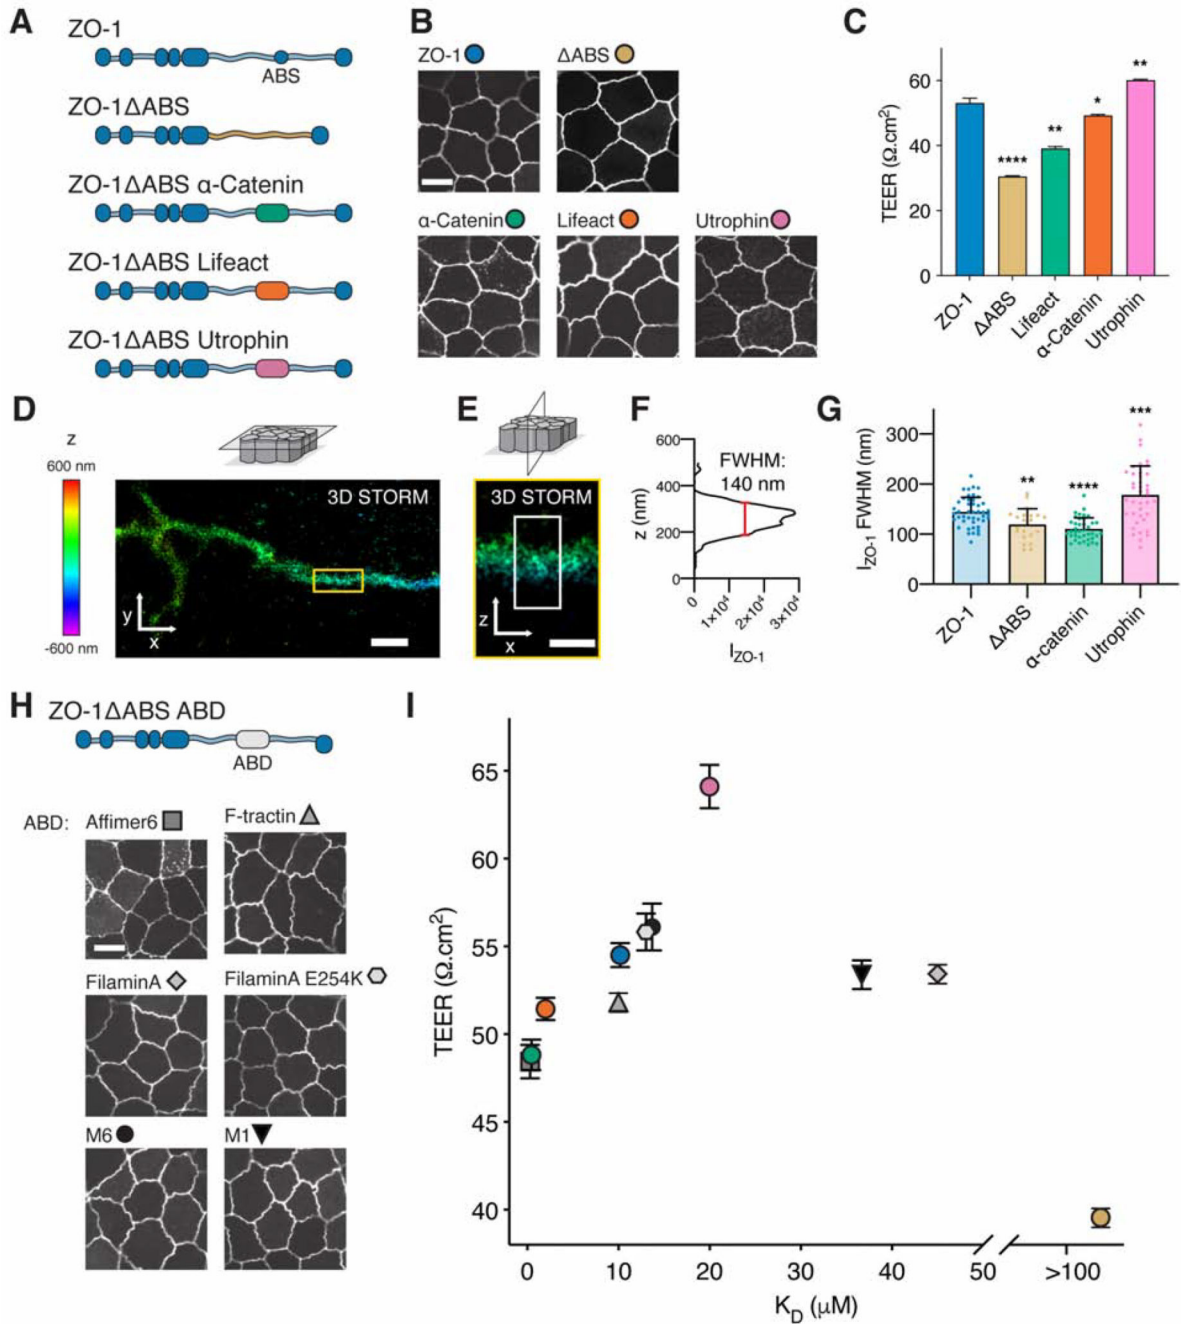 A
ZO-1
ABS
ZO-1ΔABS
ZO-1ΔABS α-Catenin
ZO-1ΔABS Lifeact
ZO-1ΔABS Utrophin
B
ZO-1
ΔABS
α-Catenin
Lifeact
Utrophin
C
TEER (Ω.cm²)
60
40
20
0
****
**
*
**
ZO-1
ΔABS
Lifeact
α-Catenin
Utrophin
D
z
600 nm
-600 nm
3D STORM
y
x
E
3D STORM
z
x
F
z (nm)
600
400
200
0
FWHM:
140 nm
0
1×10⁴
2×10⁴
3×10⁴
I_ZO-1
G
I_ZO-1 FWHM (nm)
300
200
100
0
**
****
***
ZO-1
ΔABS
α-catenin
Utrophin
H
ZO-1ΔABS ABD
ABD
ABD:
Affimer6
F-tractin
FilaminA
FilaminA E254K
M6
M1
I
TEER (Ω.cm²)
65
60
55
50
45
40
0
10
20
30
40
50
>100
K_D (μM)